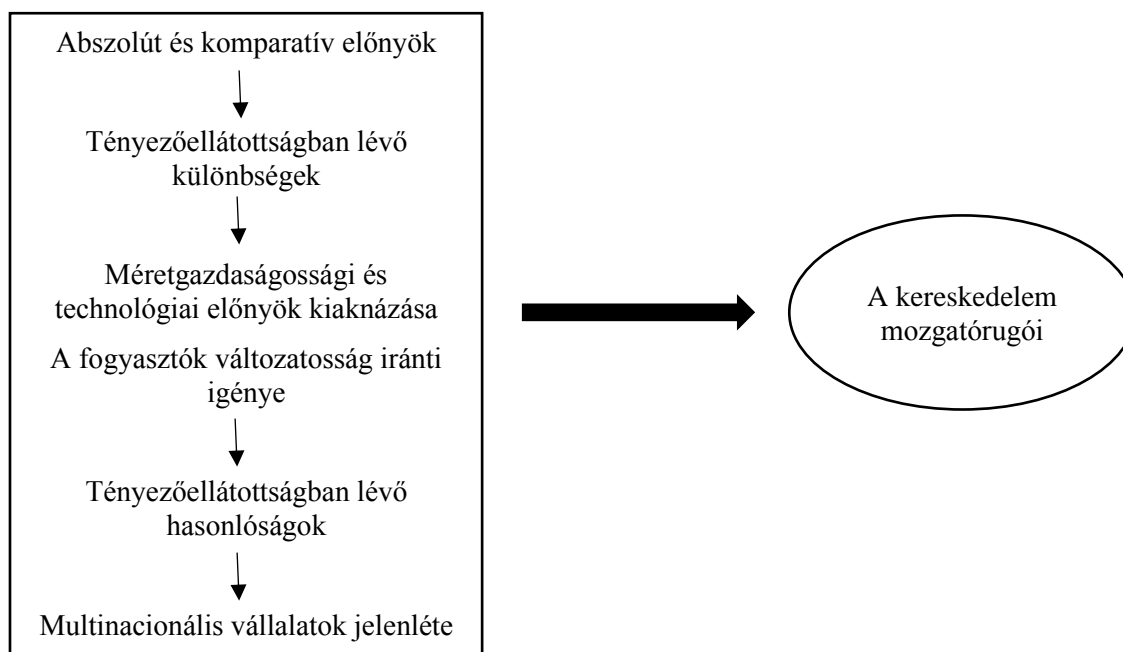 Abszolút és komparatív előnyök
Tényezőellátottságban lévő
különbségek
Méretgazdaságossági és
technológiai előnyök kiaknázása
A fogyasztók változatosság iránti
igénye
Tényezőellátottságban lévő
hasonlóságok
Multinacionális vállalatok jelenléte
A kereskedelem
mozgatórugói